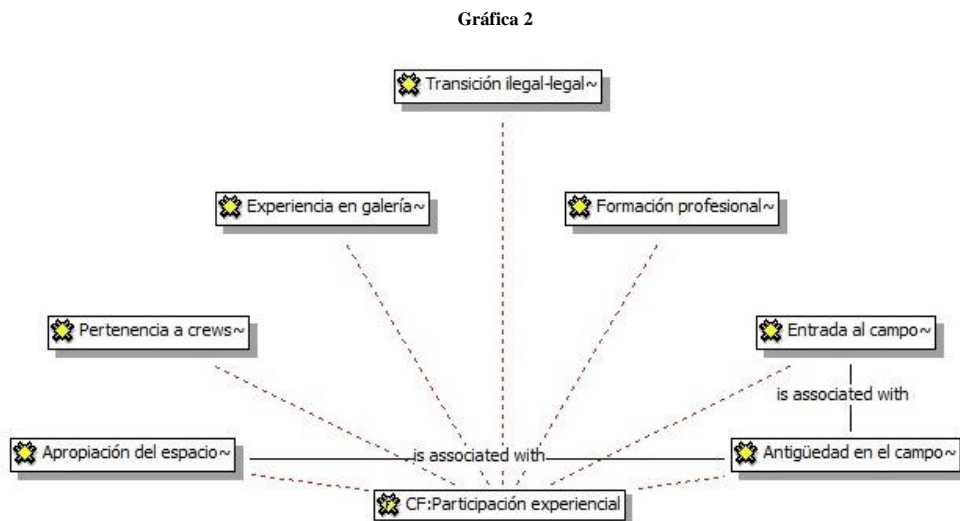 Gráfica 2
Transición ilegal-legal~
Experiencia en galería~
Formación profesional~
Pertenencia a crews~
Entrada al campo~
is associated with
Apropiación del espacio~
is associated with
Antigüedad en el campo~
CF:Participación experiencial